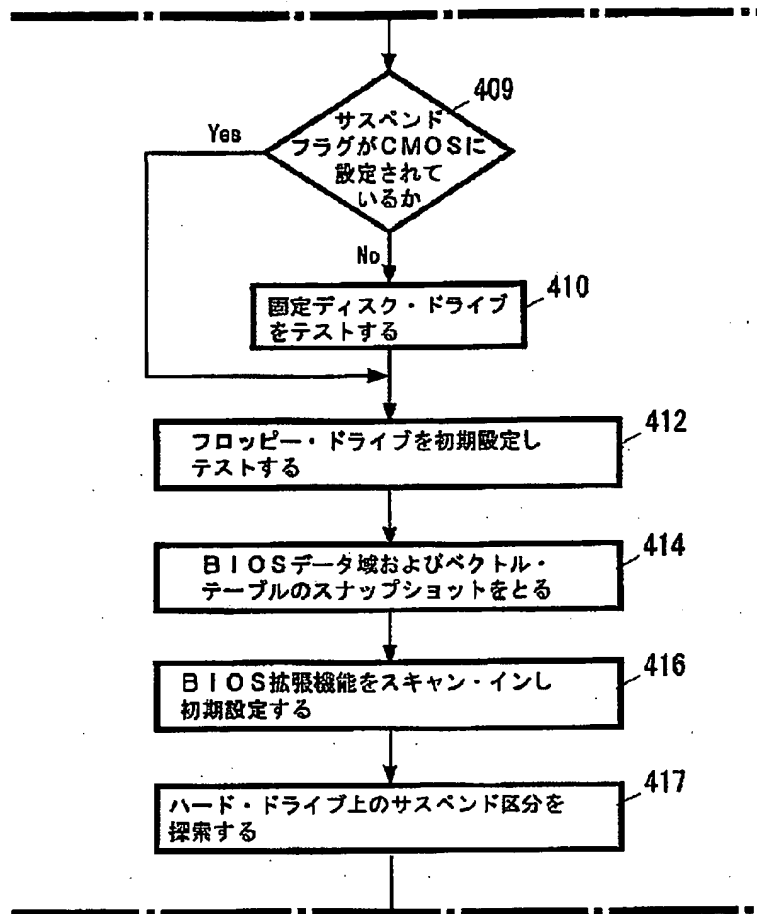 409
サスペンド
フラグがCMOSに
設定されて
いるか
Yes
No
410
固定ディスク・ドライブ
をテストする
412
フロッピー・ドライブを初期設定し
テストする
414
BIOSデータ域およびベクトル・
テーブルのスナップショットをとる
416
BIOS拡張機能をスキャン・インし
初期設定する
417
ハード・ドライブ上のサスペンド区分を
探索する